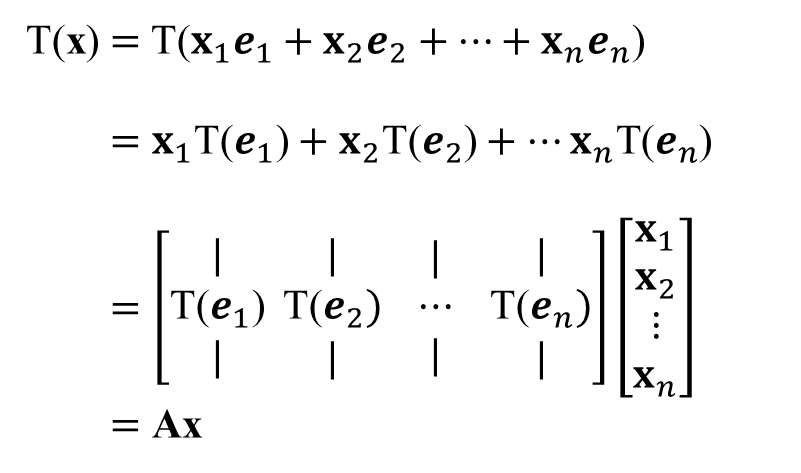 T(𝐱) = T(𝐱₁𝒆₁ + 𝐱₂𝒆₂ + ⋯ + 𝐱ₙ𝒆ₙ)
= 𝐱₁T(𝒆₁) + 𝐱₂T(𝒆₂) + ⋯ 𝐱ₙT(𝒆ₙ)
= [ | | | | ; T(𝒆₁) T(𝒆₂) ⋯ T(𝒆ₙ) ; | | | | ] [ 𝐱₁ ; 𝐱₂ ; ⋮ ; 𝐱ₙ ]
= 𝐀𝐱